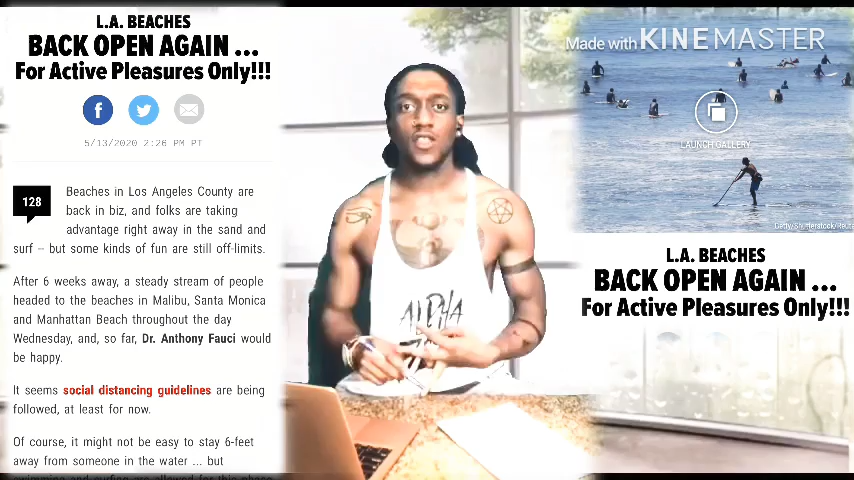 L.A. BEACHES
BACK OPEN AGAIN ...
For Active Pleasures Only!!!
5/13/2020 2:26 PM PT
128
Beaches in Los Angeles County are
back in biz, and folks are taking
advantage right away in the sand and
surf -- but some kinds of fun are still off-limits.
After 6 weeks away, a steady stream of people
headed to the beaches in Malibu, Santa Monica
and Manhattan Beach throughout the day
Wednesday, and, so far, Dr. Anthony Fauci would
be happy.
It seems social distancing guidelines are being
followed, at least for now.
Of course, it might not be easy to stay 6-feet
away from someone in the water ... but
ALPHA
Made with KINEMASTER
LAUNCH GALLERY
L.A. BEACHES
BACK OPEN AGAIN ...
For Active Pleasures Only!!!